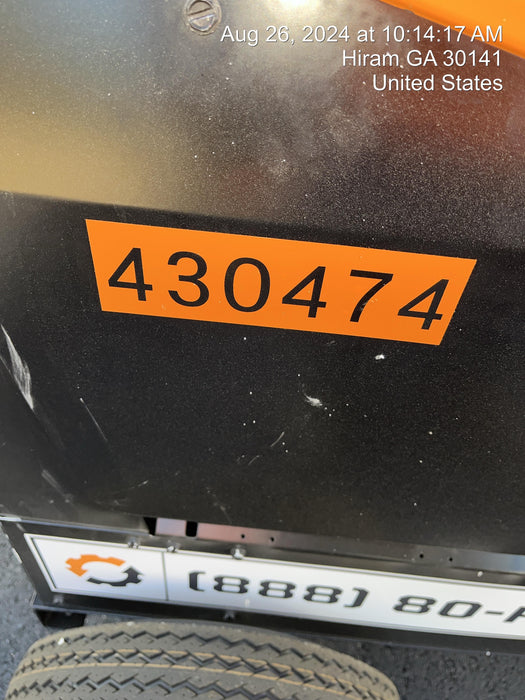 Aug 26, 2024 at 10:14:17 AM
Hiram GA 30141
United States
430474
(888) 80-